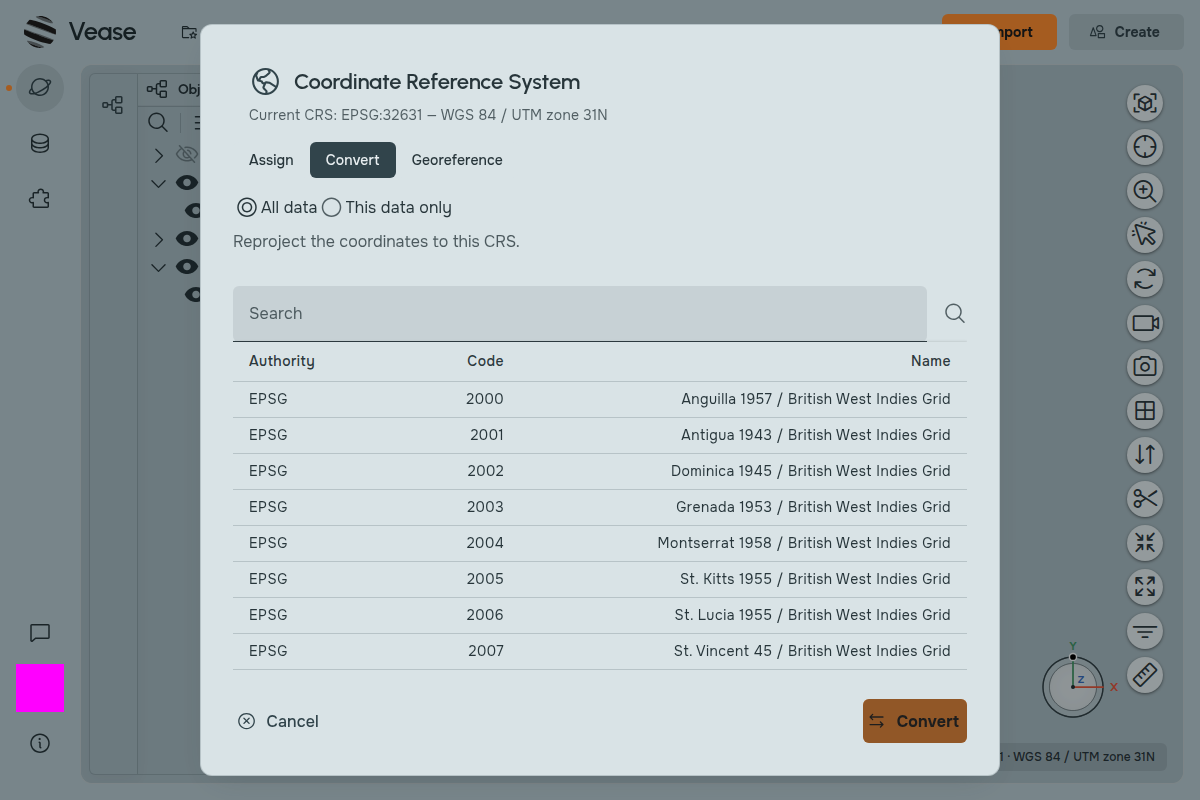 Vease
Create
Coordinate Reference System
Current CRS: EPSG:32631 — WGS 84 / UTM zone 31N
Assign
Convert
Georeference
All data
This data only
Reproject the coordinates to this CRS.
Search
Authority Code Name
EPSG 2000 Anguilla 1957 / British West Indies Grid
EPSG 2001 Antigua 1943 / British West Indies Grid
EPSG 2002 Dominica 1945 / British West Indies Grid
EPSG 2003 Grenada 1953 / British West Indies Grid
EPSG 2004 Montserrat 1958 / British West Indies Grid
EPSG 2005 St. Kitts 1955 / British West Indies Grid
EPSG 2006 St. Lucia 1955 / British West Indies Grid
EPSG 2007 St. Vincent 45 / British West Indies Grid
Cancel
Convert
Y
Z
X
1 · WGS 84 / UTM zone 31N